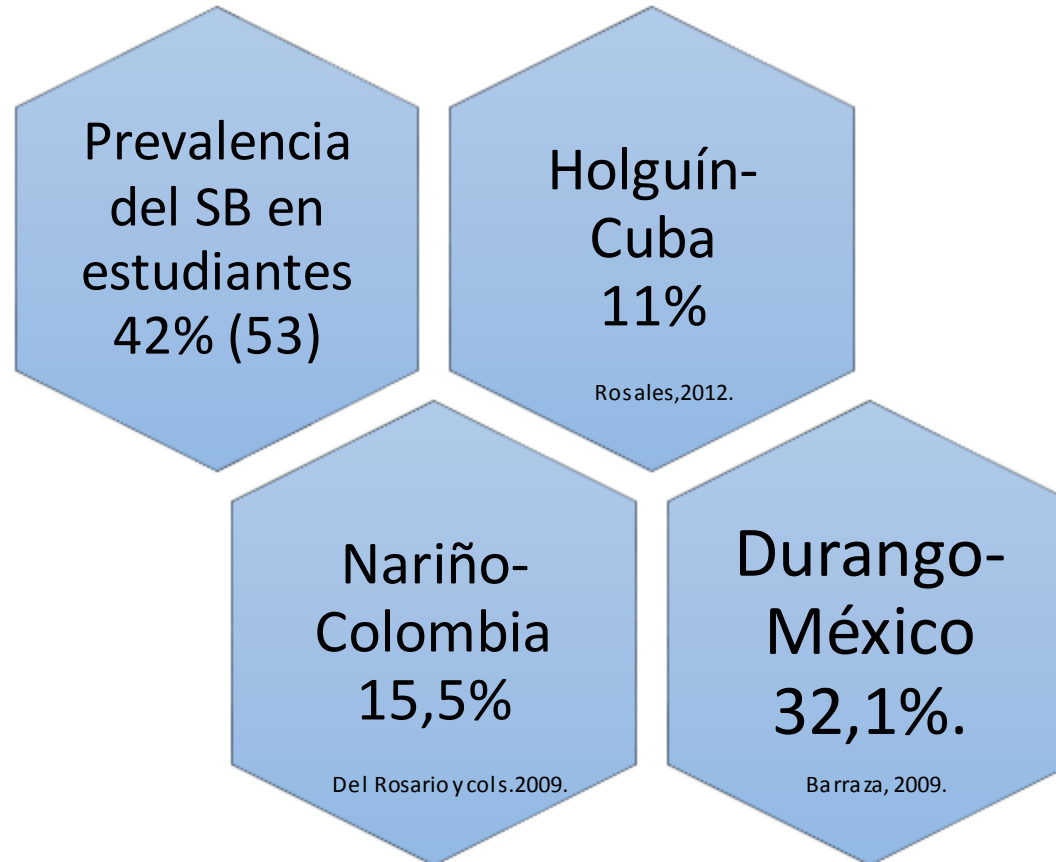 Prevalencia
del SB en
estudiantes
42% (53)
Holguín-
Cuba
11%
Rosales,2012.
Nariño-
Colombia
15,5%
Del Rosario y cols.2009.
Durango-
México
32,1%.
Barraza, 2009.